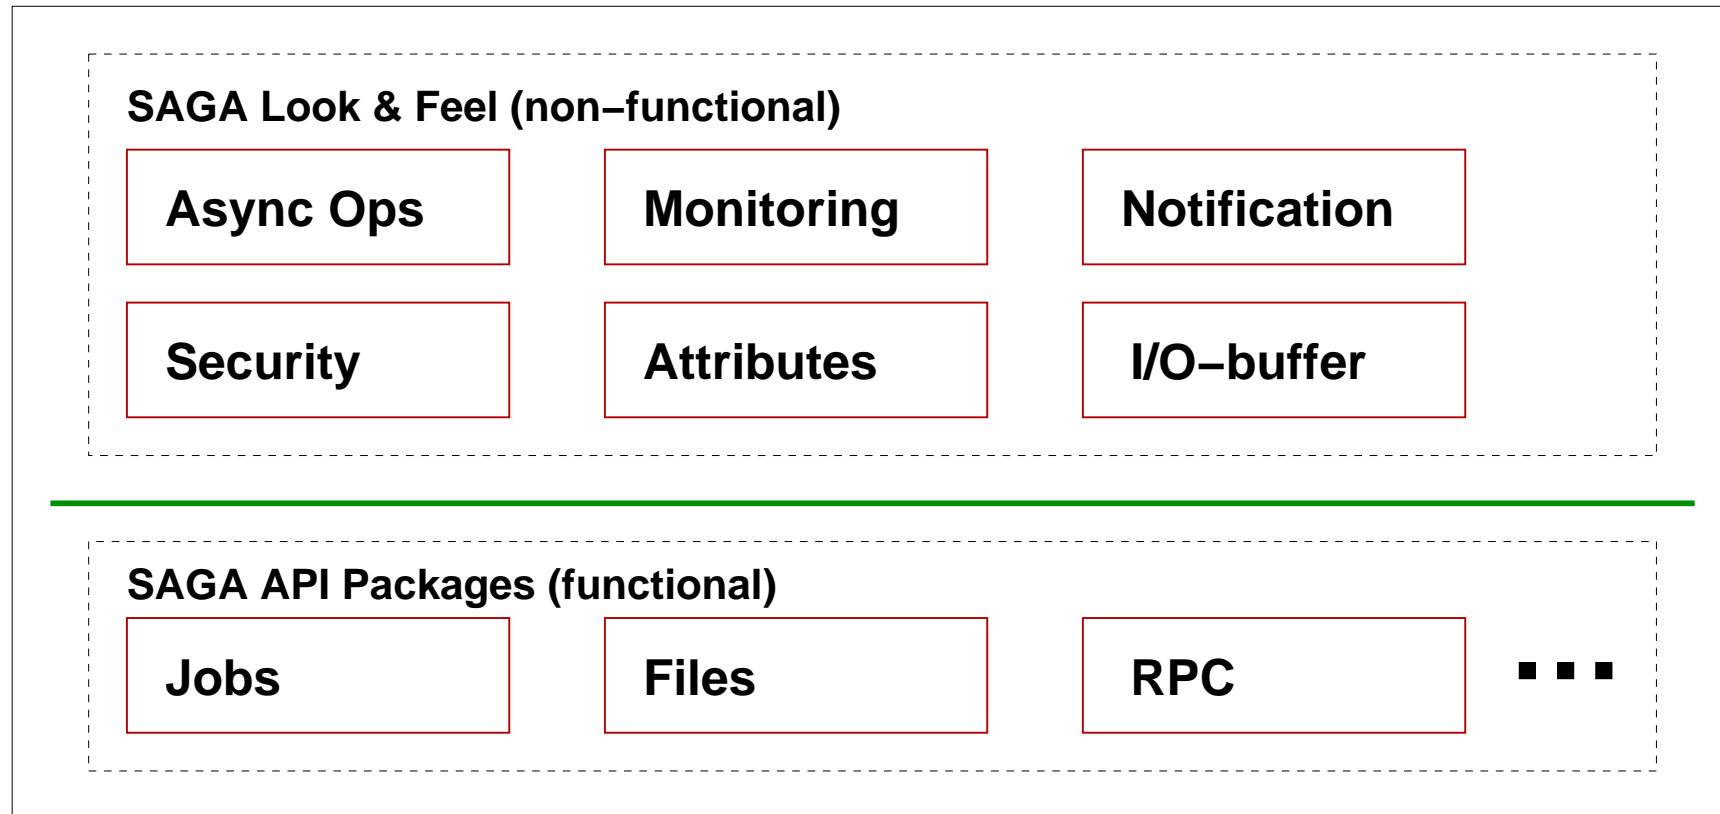 SAGA Look & Feel (non−functional)
Async Ops Monitoring Notification
Security Attributes I/O−buffer
SAGA API Packages (functional)
Jobs Files RPC ...